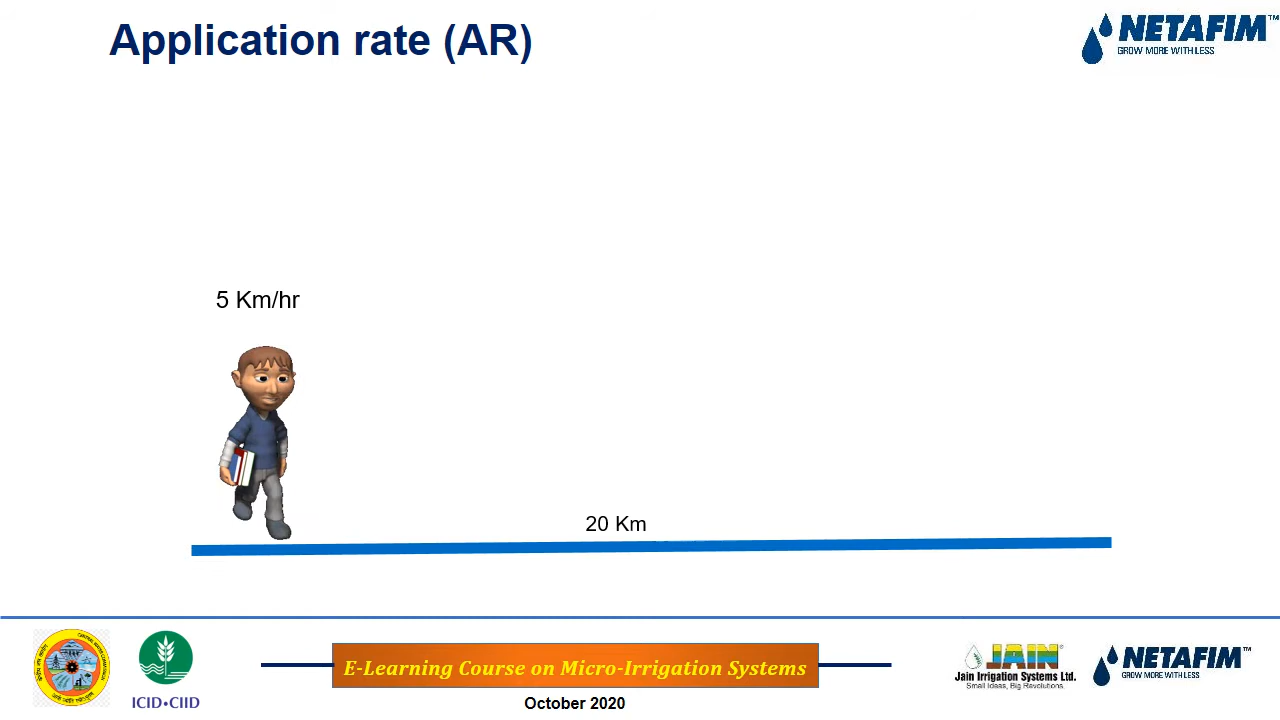 Application rate (AR)
NETAFIM™
GROW MORE WITH LESS
5 Km/hr
20 Km
ICID•CIID
E-Learning Course on Micro-Irrigation Systems
October 2020
JAIN®
Jain Irrigation Systems Ltd.
Small Ideas, Big Revolutions.
NETAFIM™
GROW MORE WITH LESS